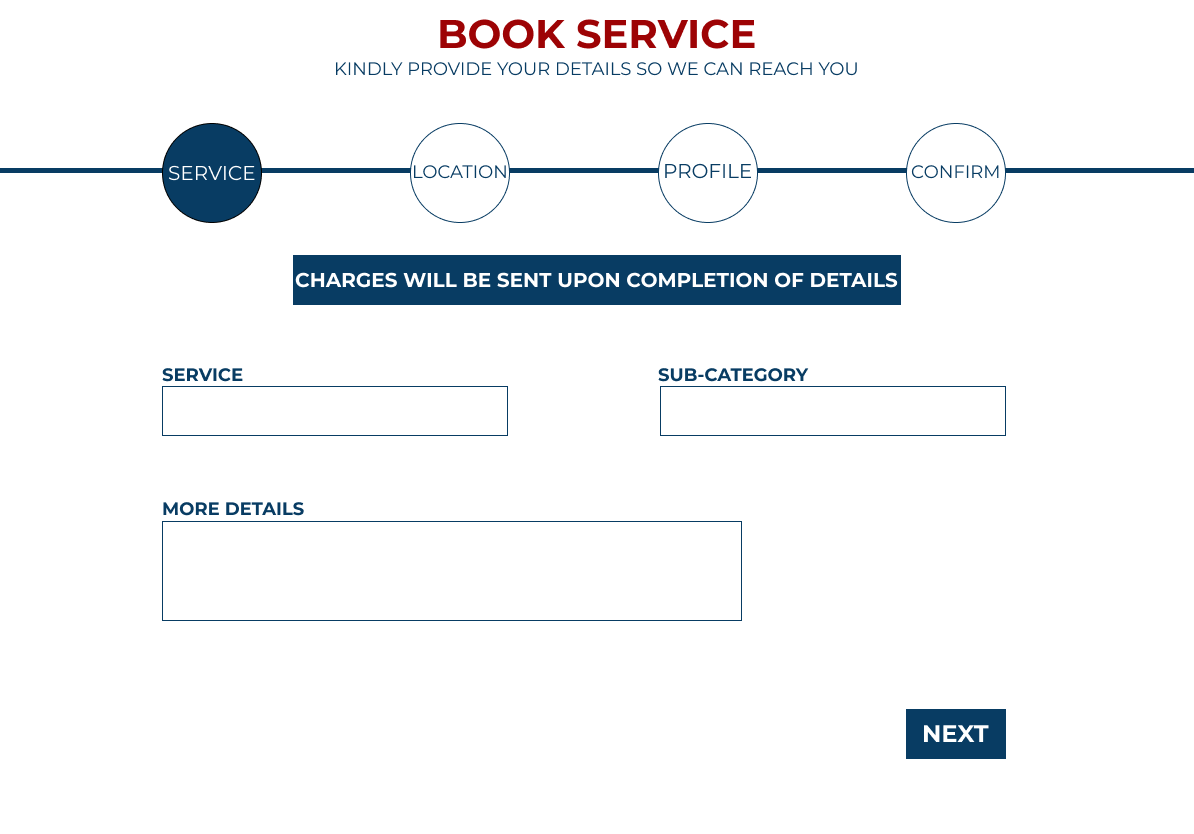 BOOK SERVICE
KINDLY PROVIDE YOUR DETAILS SO WE CAN REACH YOU
SERVICE
LOCATION
PROFILE
CONFIRM
CHARGES WILL BE SENT UPON COMPLETION OF DETAILS
SERVICE
SUB-CATEGORY
MORE DETAILS
NEXT